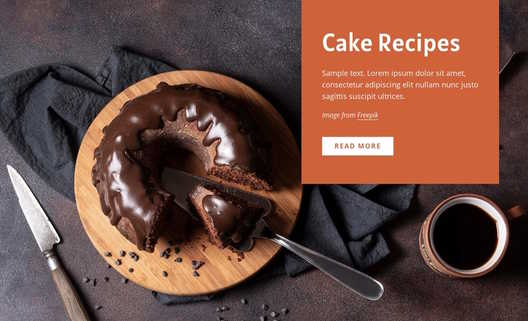 Cake Recipes
Sample text. Lorem ipsum dolor sit amet,
consectetur adipiscing elit nullam nunc justo
sagittis suscipit ultrices.
Image from Freepik
READ MORE